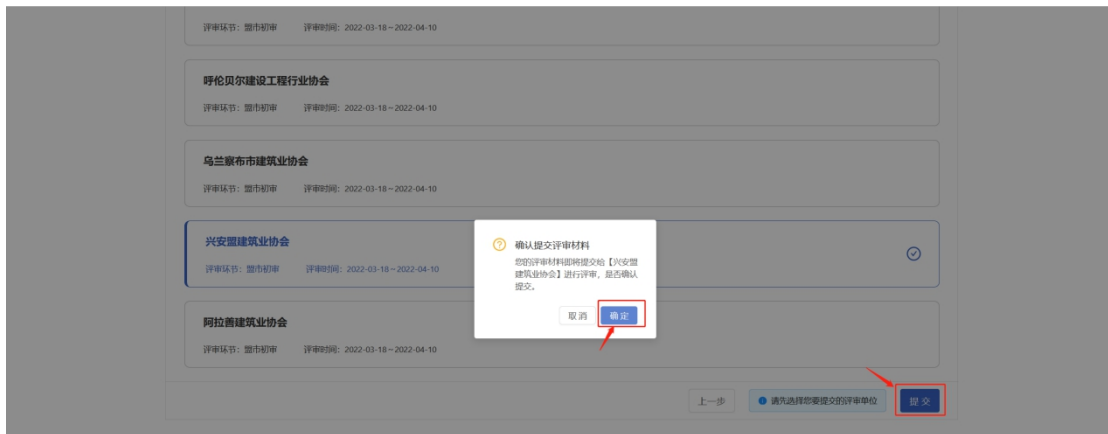 评审环节：盟市初审 评审时间：2022-03-18~2022-04-10
呼伦贝尔建设工程行业协会
评审环节：盟市初审 评审时间：2022-03-18~2022-04-10
乌兰察布市建筑业协会
评审环节：盟市初审 评审时间：2022-03-18~2022-04-10
兴安盟建筑业协会
评审环节：盟市初审 评审时间：2022-03-18~2022-04-10
确认提交评审材料
您的评审材料即将提交给【兴安盟
建筑业协会】进行评审，是否确认
提交。
取消 确定
阿拉善建筑业协会
评审环节：盟市初审 评审时间：2022-03-18~2022-04-10
上一步 请先选择您要提交的评审单位 提交